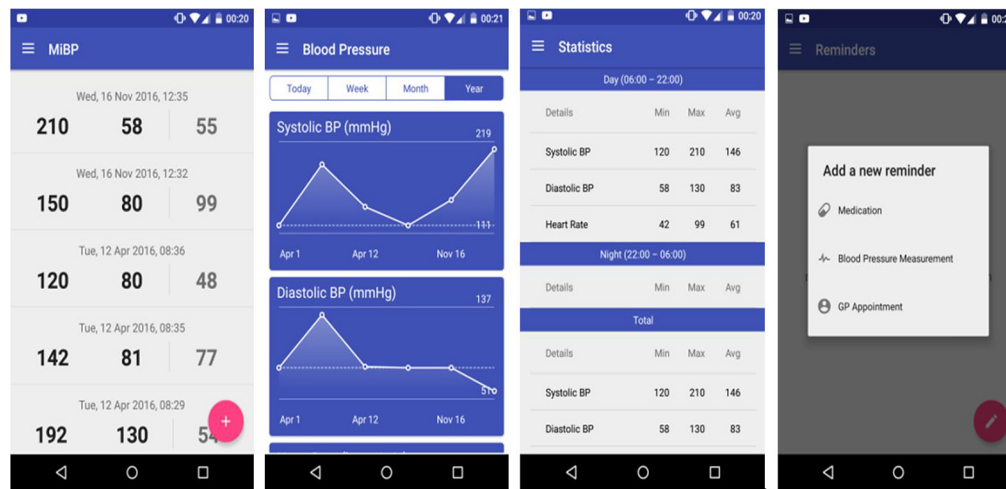 00:20
MiBP
Wed, 16 Nov 2016, 12:35
210 58 55
Wed, 16 Nov 2016, 12:32
150 80 99
Tue, 12 Apr 2016, 08:36
120 80 48
Tue, 12 Apr 2016, 08:35
142 81 77
Tue, 12 Apr 2016, 08:29
192 130
+
00:21
Blood Pressure
Today Week Month Year
Systolic BP (mmHg) 219
111
Apr 1 Apr 12 Nov 16
Diastolic BP (mmHg) 137
51
Apr 1 Apr 12 Nov 16
00:20
Statistics
Day (06:00 – 22:00)
Details Min Max Avg
Systolic BP 120 210 146
Diastolic BP 58 130 83
Heart Rate 42 99 61
Night (22:00 – 06:00)
Details Min Max Avg
Total
Details Min Max Avg
Systolic BP 120 210 146
Diastolic BP 58 130 83
Reminders
Add a new reminder
Medication
Blood Pressure Measurement
GP Appointment